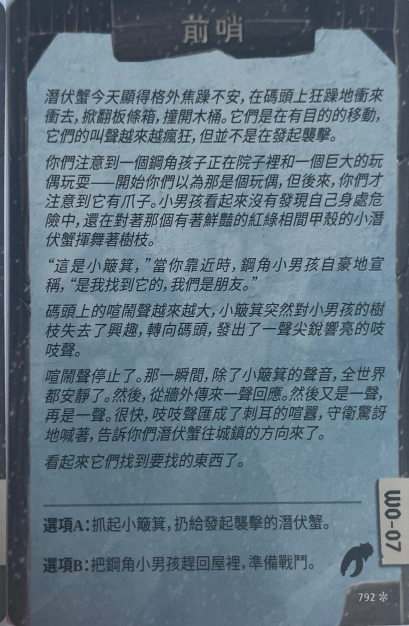 前哨
潛伏蟹今天顯得格外焦躁不安，在碼頭上狂躁地衝來
衝去，掀翻板條箱，撞開木桶。它們是在有目的的移動，
它們的叫聲越來越瘋狂，但並不是在發起襲擊。
你們注意到一個鋼角孩子正在院子裡和一個巨大的玩
偶玩耍——開始你們以為那是個玩偶，但後來，你們才
注意到它有爪子。小男孩看起來沒有發現自己身處危
險中，還在對著那個有著鮮豔的紅綠相間甲殼的小潛
伏蟹揮舞著樹枝。
“這是小簸箕，”當你靠近時，鋼角小男孩自豪地宣
稱，“是我找到它的，我們是朋友。”
碼頭上的喧鬧聲越來越大，小簸箕突然對小男孩的樹
枝失去了興趣，轉向碼頭，發出了一聲尖銳響亮的吱
吱聲。
喧鬧聲停止了。那一瞬間，除了小簸箕的聲音，全世界
都安靜了。然後，從牆外傳來一聲回應。然後又是一聲，
再是一聲。很快，吱吱聲匯成了刺耳的喧囂，守衛驚訝
地喊著，告訴你們潛伏蟹往城鎮的方向來了。
看起來它們找到要找的東西了。
選項A：抓起小簸箕，扔給發起襲擊的潛伏蟹。
選項B：把鋼角小男孩趕回屋裡，準備戰鬥。
WO-07
792